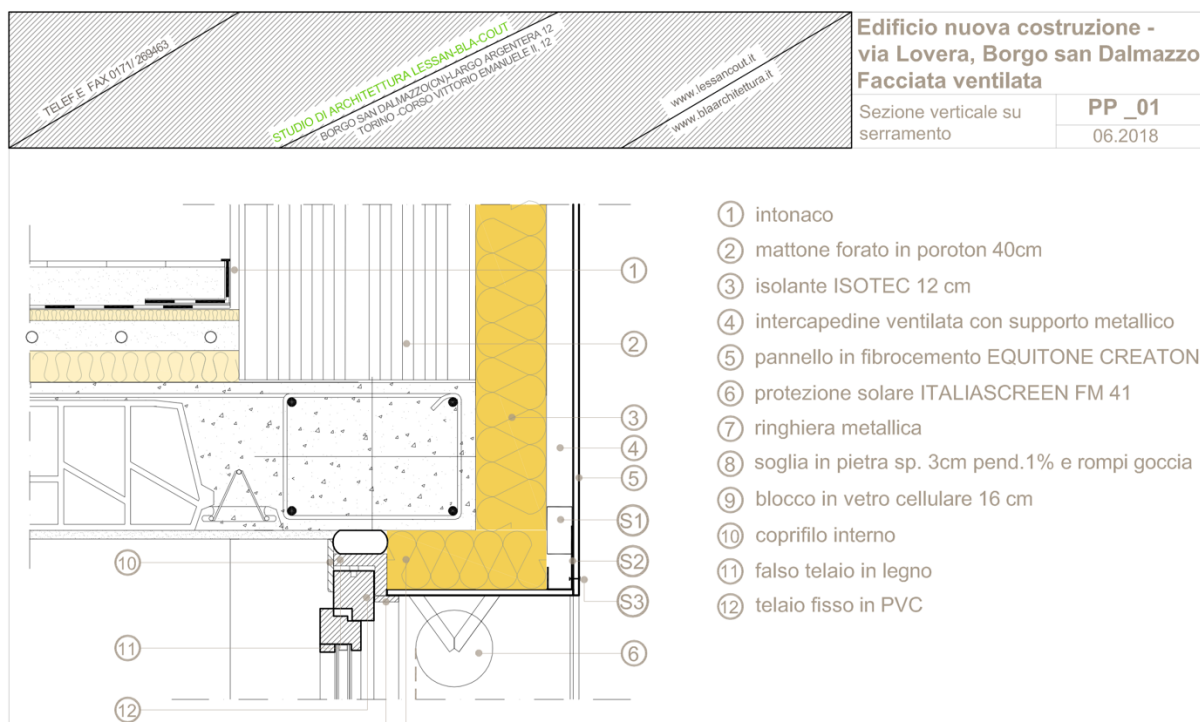 TELEF.E FAX 0171/ 269463
STUDIO DI ARCHITETTURA LESSAN-BLA-COUT
BORGO SAN DALMAZZO(CN)-LARGO ARGENTERA 12
TORINO -CORSO VITTORIO EMANUELE II, 12
www.lessancout.it
www.blaarchitettura.it
Edificio nuova costruzione -
via Lovera, Borgo san Dalmazzo
Facciata ventilata
Sezione verticale su
serramento
PP _01
06.2018
1 intonaco
2 mattone forato in poroton 40cm
3 isolante ISOTEC 12 cm
4 intercapedine ventilata con supporto metallico
5 pannello in fibrocemento EQUITONE CREATON
6 protezione solare ITALIASCREEN FM 41
7 ringhiera metallica
8 soglia in pietra sp. 3cm pend.1% e rompi goccia
9 blocco in vetro cellulare 16 cm
10 coprifilo interno
11 falso telaio in legno
12 telaio fisso in PVC
1
2
3
4
5
S1
S2
S3
6
10
11
12